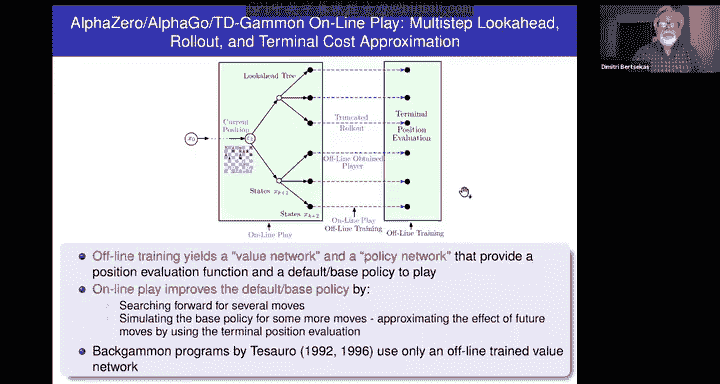 AlphaZero/AlphaGo/TD-Gammon On-Line Play: Multistep Lookahead,
Rollout, and Terminal Cost Approximation
Dimitri Bertsekas
Lookahead Tree
Current
Position
Truncated
Rollout
Terminal
Position
Evaluation
Off-Line Obtained
Player
States xk+1
States xk+2
On-Line Play
On-Line Play
Off-Line Training
Off-Line Training
Off-line training yields a "value network" and a "policy network" that provide a
position evaluation function and a default/base policy to play
On-line play improves the default/base policy by:
Searching forward for several moves
Simulating the base policy for some more moves - approximating the effect of future
moves by using the terminal position evaluation
Backgammon programs by Tesauro (1992, 1996) use only an off-line trained value
network